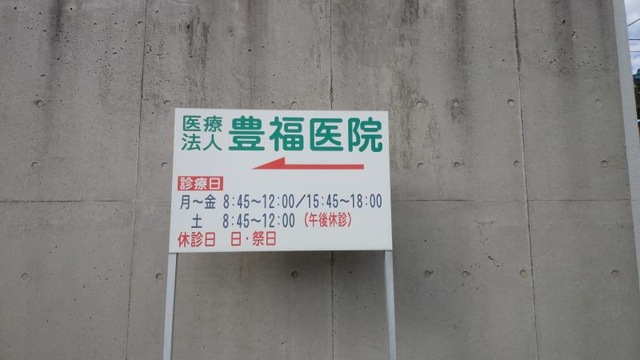 医療法人 豊福医院
診療日
月～金 8:45～12:00／15:45～18:00
土 8:45～12:00 (午後休診)
休診日 日・祭日